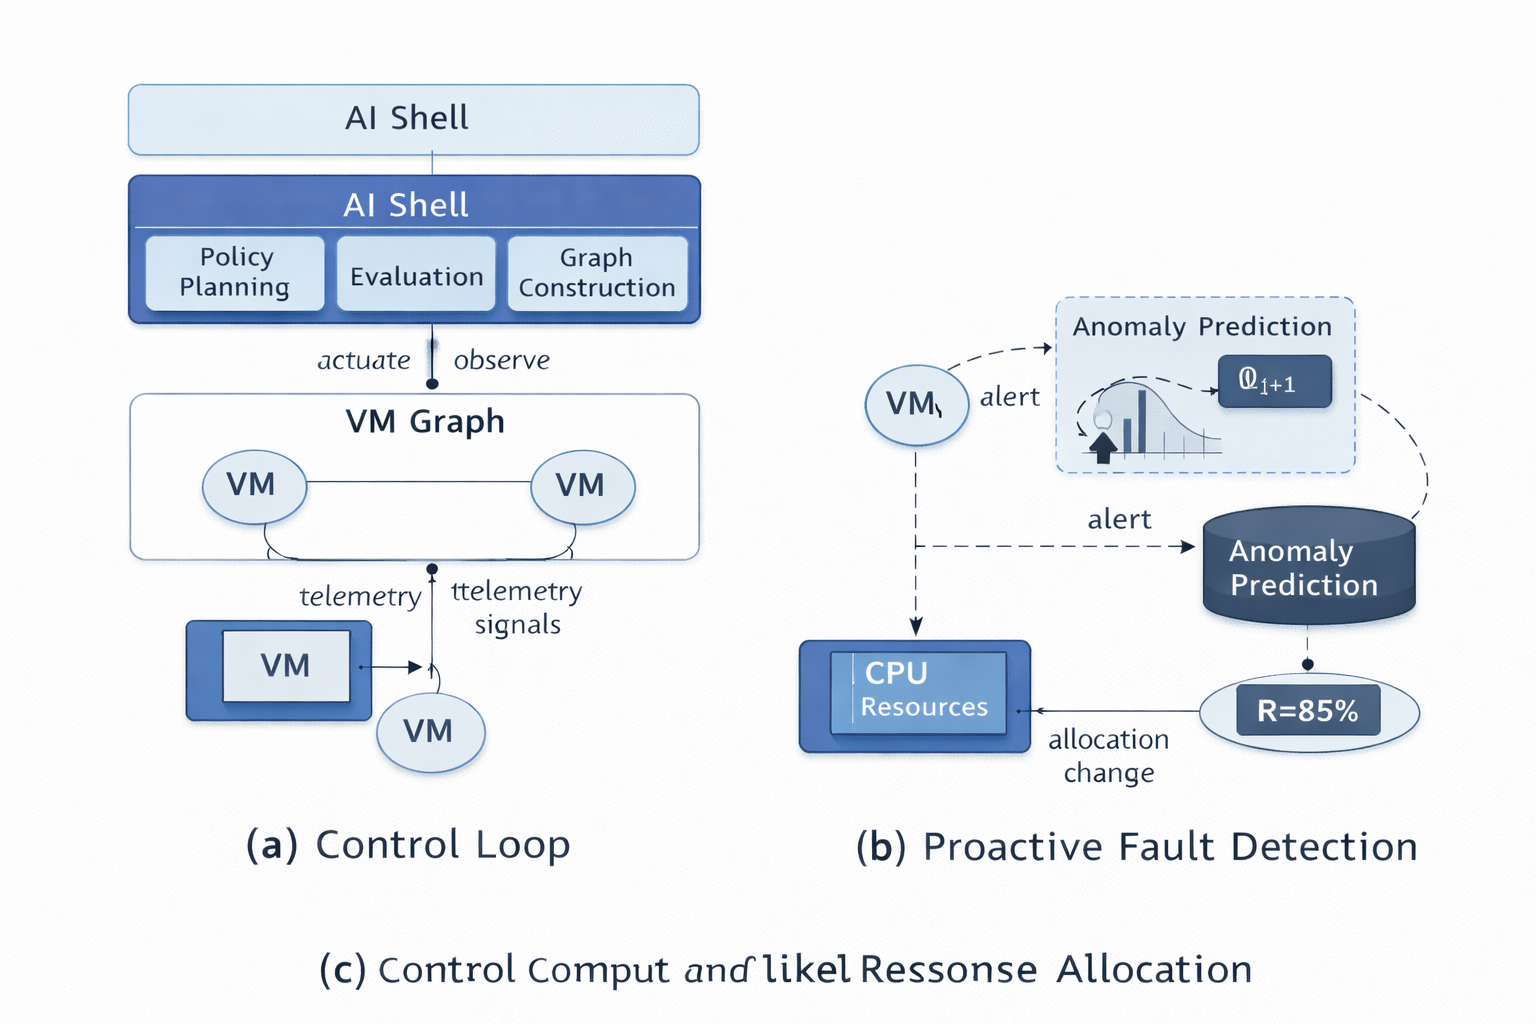 AI Shell
AI Shell
Policy
Planning
Evaluation
Graph
Construction
actuate
observe
VM Graph
VM
VM
telemetry
ttelemetry
signals
VM
VM
(a) Control Loop
Anomaly Prediction
VM
alert
alert
Anomaly
Prediction
CPU
Resources
R=85%
allocation
change
(b) Proactive Fault Detection
(c) Control Comput and likel Ressonse Allocation